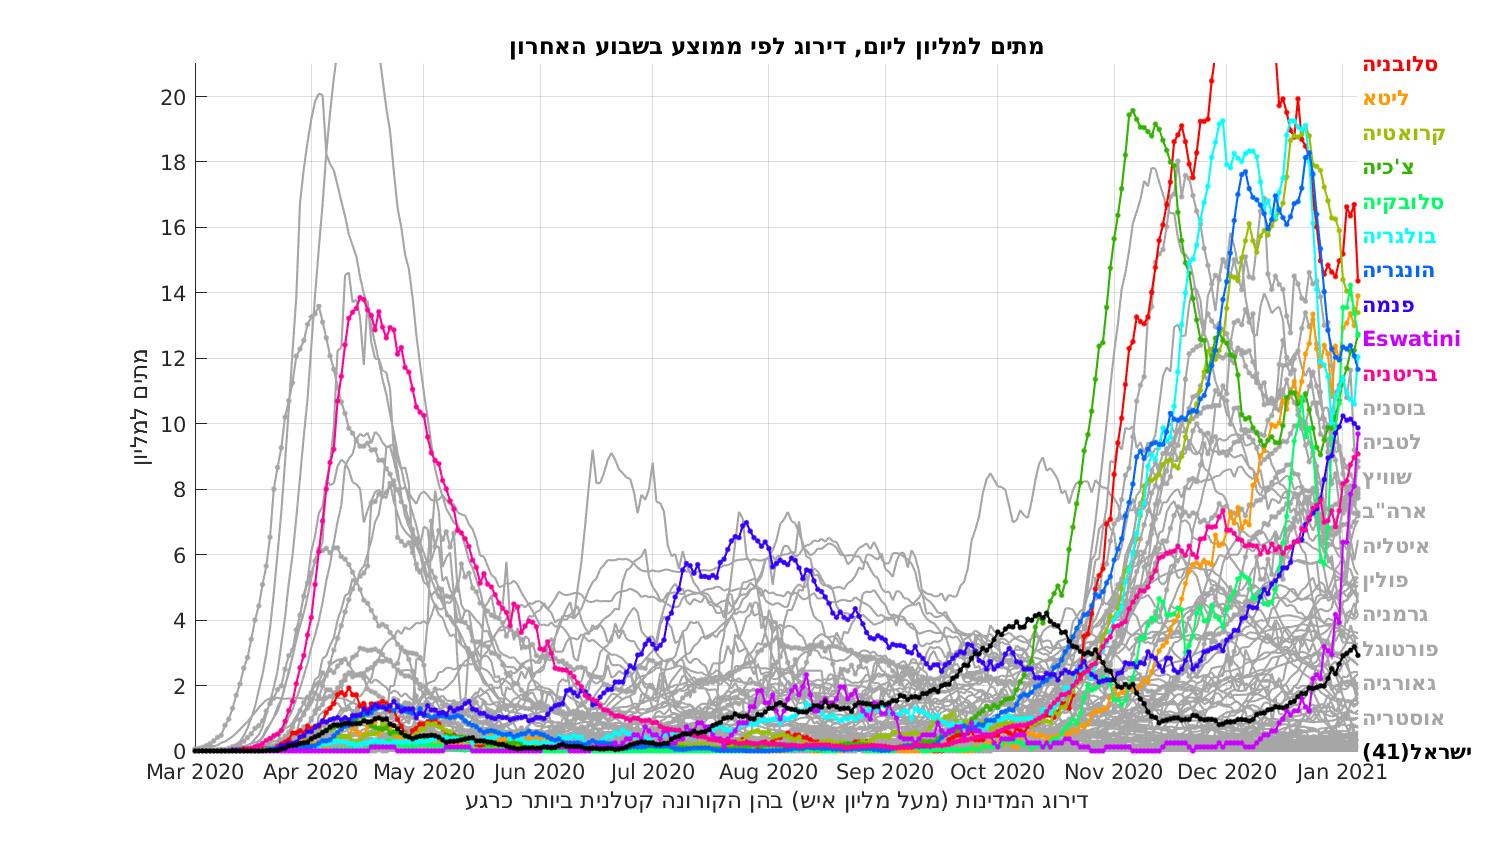 מתים למליון ליום, דירוג לפי ממוצע בשבוע האחרון
מתים למליון
20
18
16
14
12
10
8
6
4
2
0
Mar 2020 Apr 2020 May 2020 Jun 2020 Jul 2020 Aug 2020 Sep 2020 Oct 2020 Nov 2020 Dec 2020 Jan 2021
דירוג המדינות (מעל מליון איש) בהן הקורונה קטלנית ביותר כרגע
סלובניה
ליטא
קרואטיה
צ'כיה
סלובקיה
בולגריה
הונגריה
פנמה
Eswatini
בריטניה
בוסניה
לטביה
שוויץ
ארה"ב
איטליה
פולין
גרמניה
פורטוגל
גאורגיה
אוסטריה
ישראל(41)